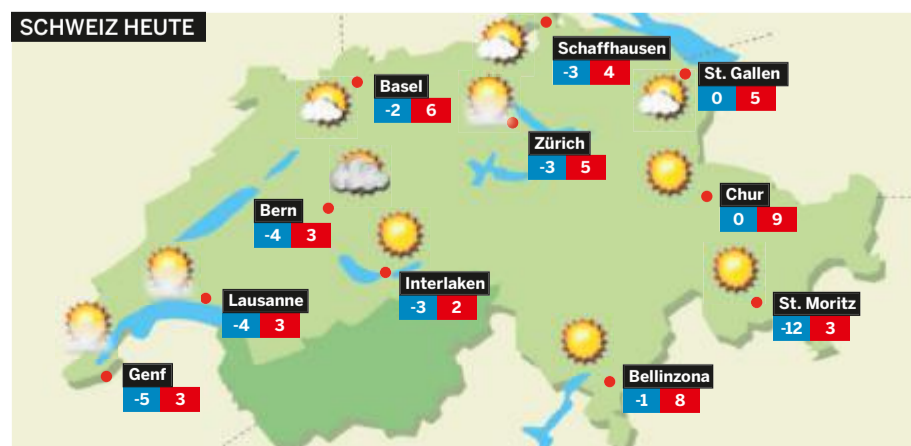 SCHWEIZ HEUTE
Schaffhausen
-3 4
St. Gallen
0 5
Basel
-2 6
Zürich
-3 5
Chur
0 9
Bern
-4 3
Interlaken
-3 2
Lausanne
-4 3
St. Moritz
-12 3
Genf
-5 3
Bellinzona
-1 8